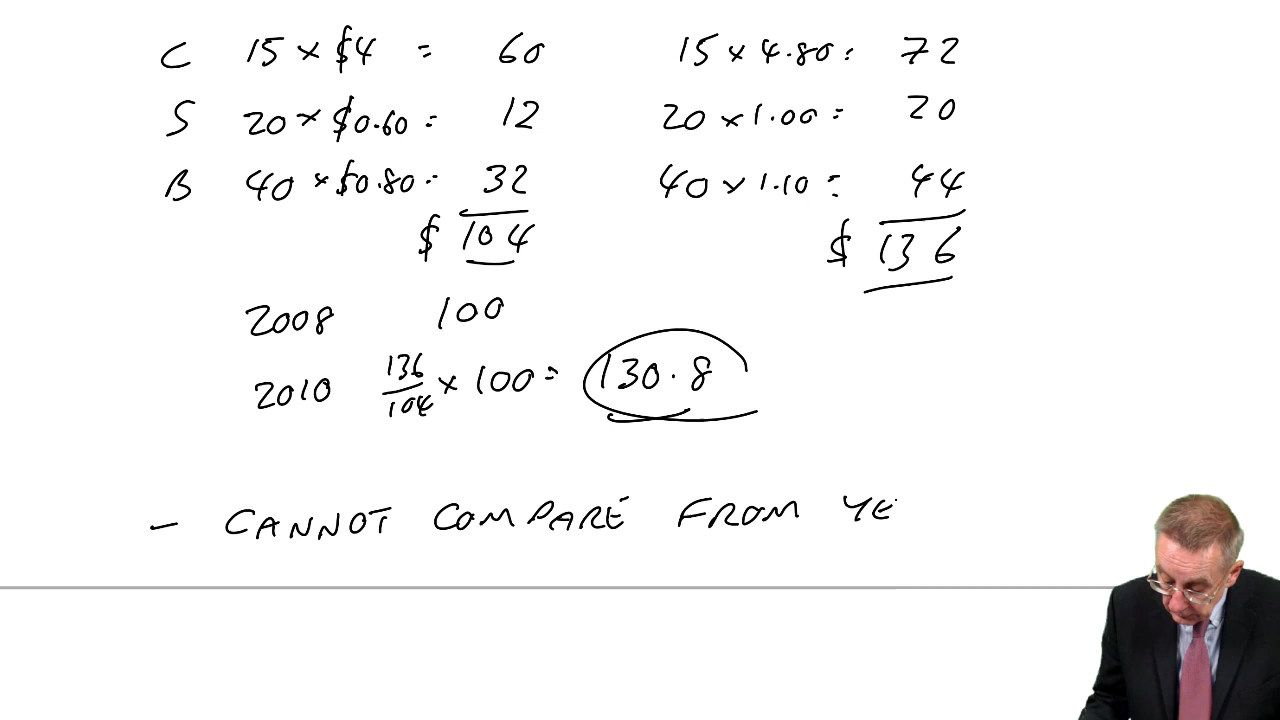 C 15 × $4 = 60 15 × 4.80 = 72
S 20 × $0.60 = 12 20 × 1.00 = 20
B 40 × $0.80 = 32 40 × 1.10 = 44
$ 104 $ 136
2008 100
2010 136/104 × 100 = 130.8
– CANNOT COMPARE FROM YE